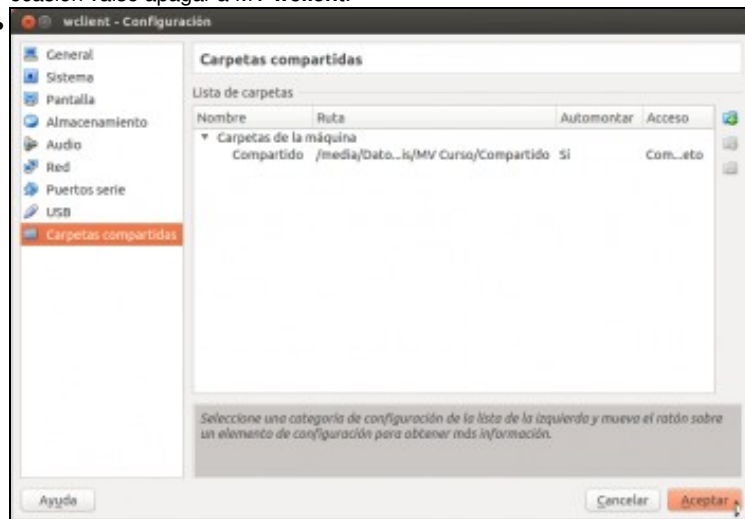 wclient - Configuración
General
Sistema
Pantalla
Almacenamiento
Audio
Red
Puertos serie
USB
Carpetas compartidas
Carpetas compartidas
Lista de carpetas
Nombre Ruta Automontar Acceso
Carpetas de la máquina
Compartido /media/Dato...is/MV Curso/Compartido Sí Com...eto
Seleccione una categoría de configuración de la lista de la izquierda y mueva el ratón sobre
un elemento de configuración para obtener más información.
Ayuda Cancelar Aceptar